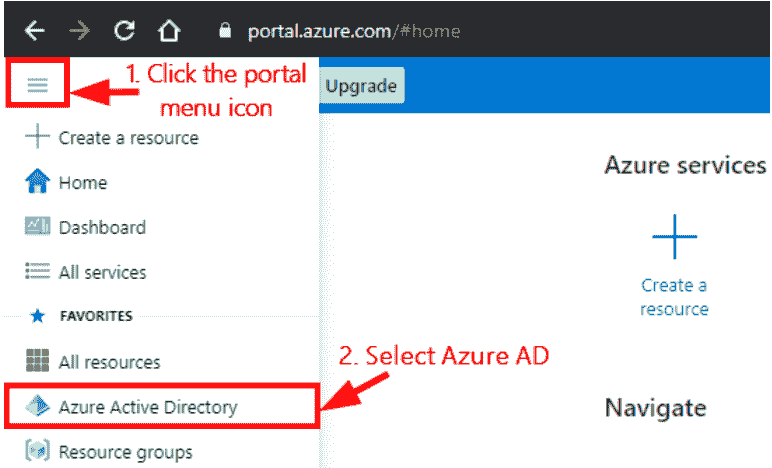 portal.azure.com/#home
1. Click the portal
menu icon
Upgrade
Create a resource
Home
Dashboard
All services
FAVORITES
All resources
Azure Active Directory
Resource groups
Azure services
Create a
resource
2. Select Azure AD
Navigate